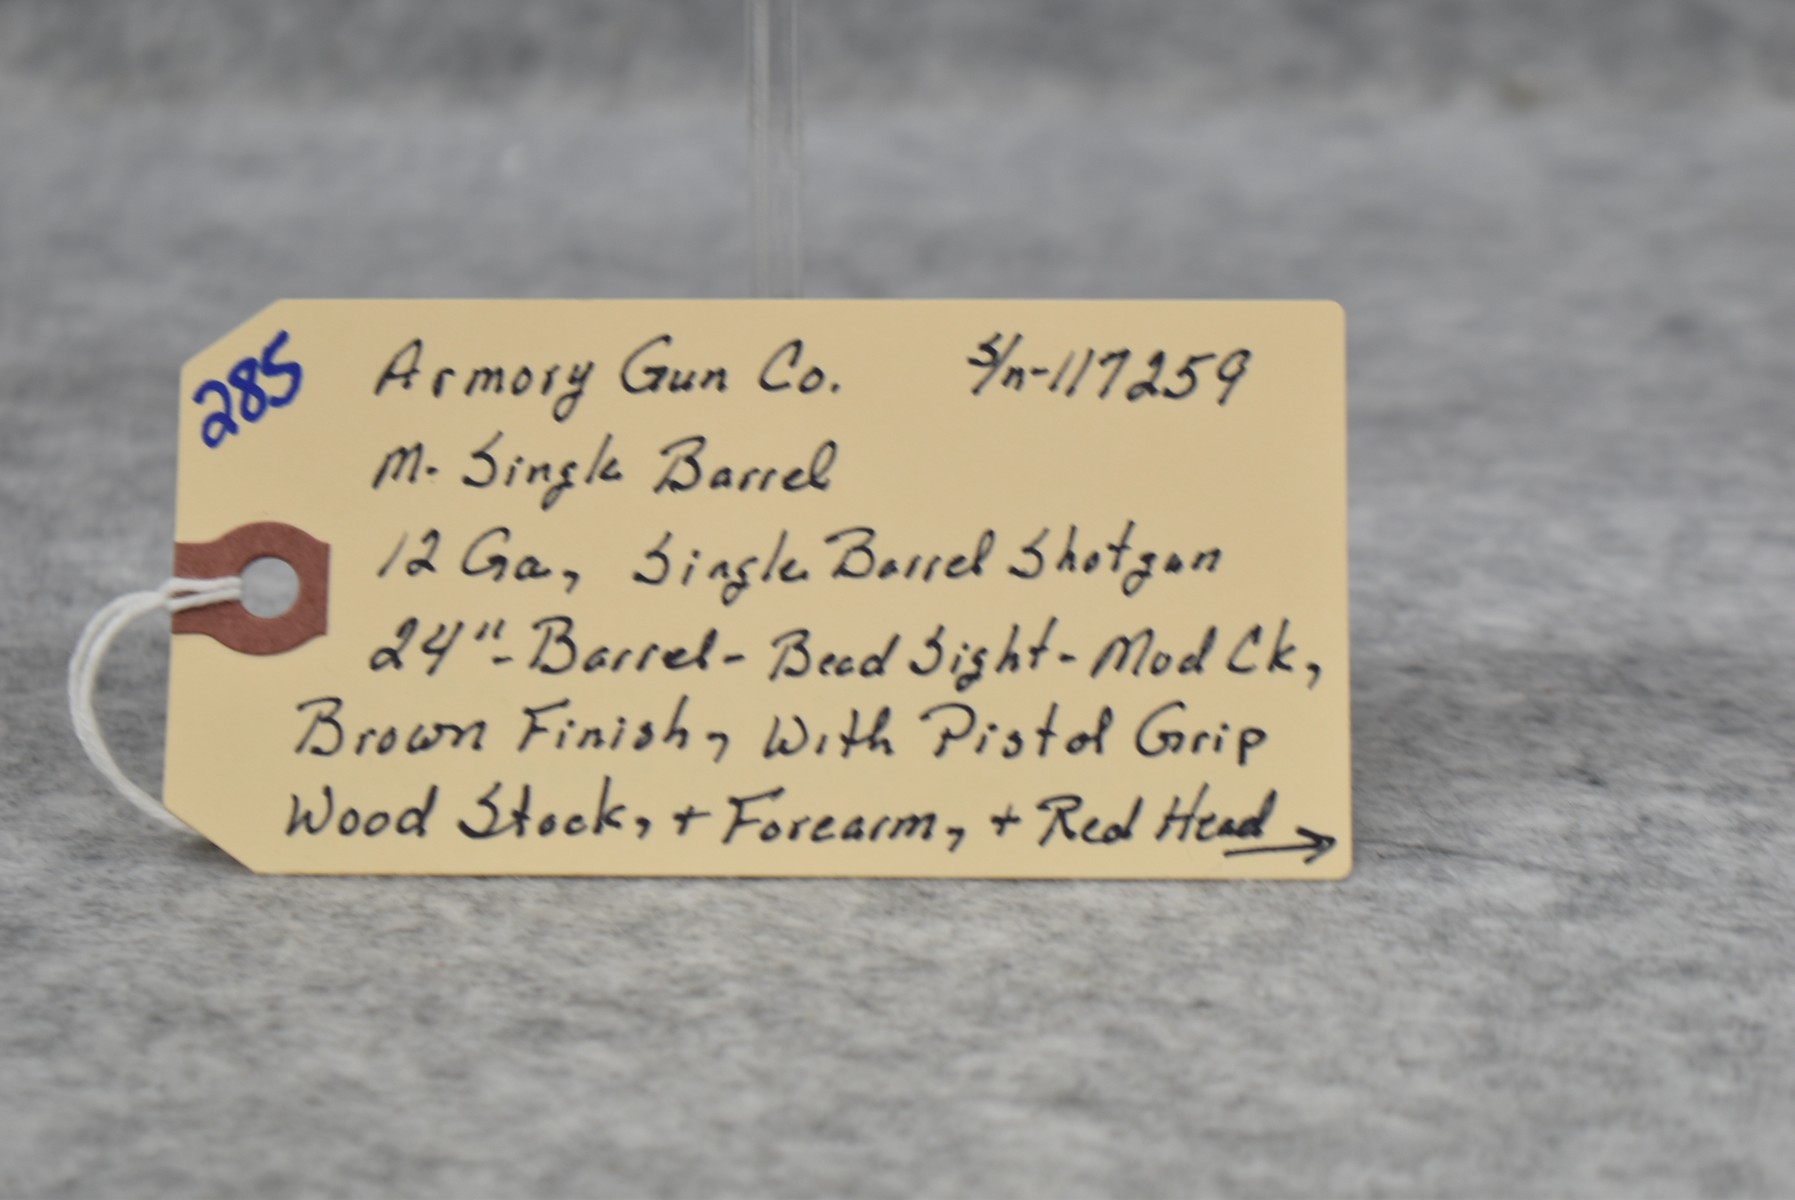 285
Armory Gun Co. S/n-117259
M- Single Barrel
12 Ga, Single Barrel Shotgun
24"- Barrel - Bead Sight - Mod Ck,
Brown Finish, With Pistol Grip
Wood Stock, + Forearm, + Red Head →